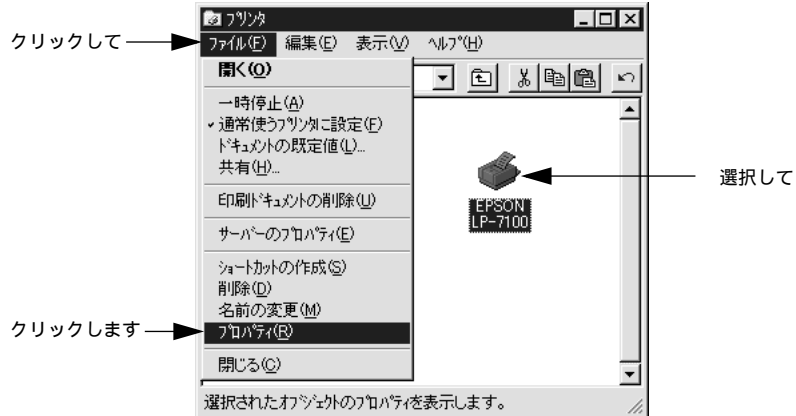 プリンタ
クリックして
ファイル(F) 編集(E) 表示(V) ヘルプ(H)
開く(O)
一時停止(A)
通常使うプリンタに設定(F)
ドキュメントの既定値(L)...
共有(H)...
印刷ドキュメントの削除(U)
サーバーのプロパティ(E)
ショートカットの作成(S)
削除(D)
名前の変更(M)
クリックします
プロパティ(R)
閉じる(C)
EPSON
LP-7100
選択して
選択されたオブジェクトのプロパティを表示します。